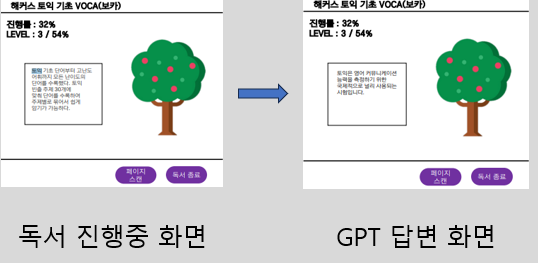 해커스 토익 기초 VOCA(보카)
진행률 : 32%
LEVEL : 3 / 54%
토익 기초 단어부터 고난도
어휘까지 모든 난이도의
단어를 수록했다. 토익
빈출 주제 30개에
맞춰 단어를 수록하여
주제별로 묶어서 쉽게
암기가 가능하다.
페이지
스캔
독서 종료
독서 진행중 화면
해커스 토익 기초 VOCA(보카)
진행률 : 32%
LEVEL : 3 / 54%
토익은 영어 커뮤니케이션
능력을 측정하기 위한
국제적으로 널리 사용되는
시험입니다.
페이지
스캔
독서 종료
GPT 답변 화면